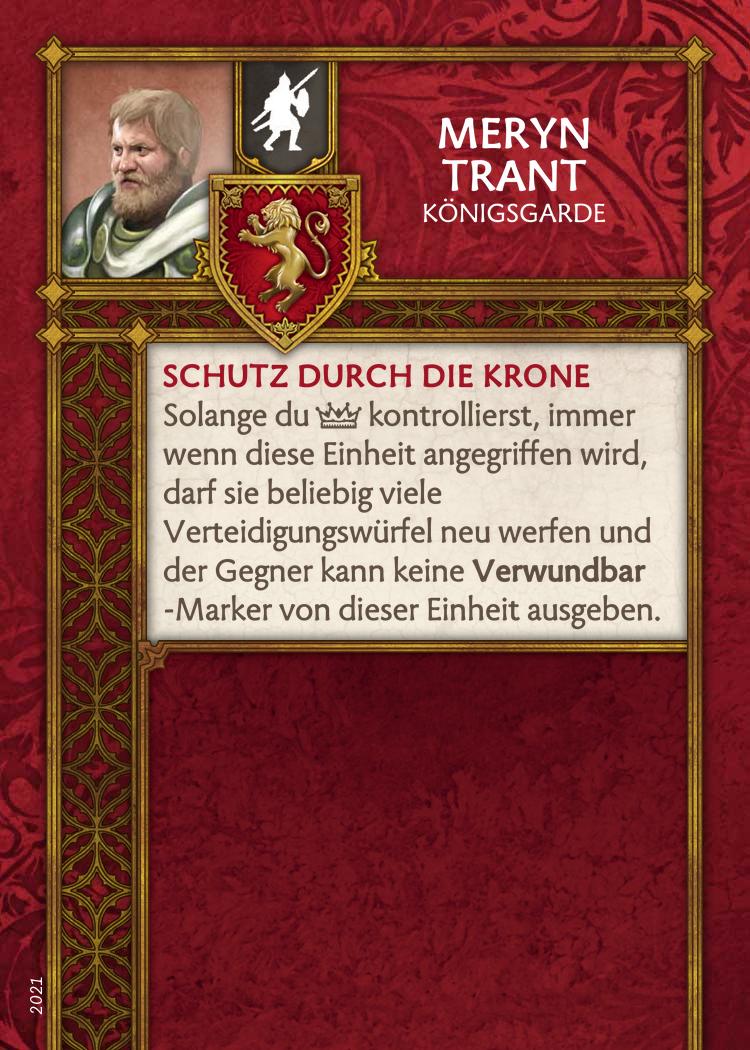 MERYN
TRANT
KÖNIGSGARDE
SCHUTZ DURCH DIE KRONE
Solange du kontrollierst, immer
wenn diese Einheit angegriffen wird,
darf sie beliebig viele
Verteidigungswürfel neu werfen und
der Gegner kann keine Verwundbar
-Marker von dieser Einheit ausgeben.
2021